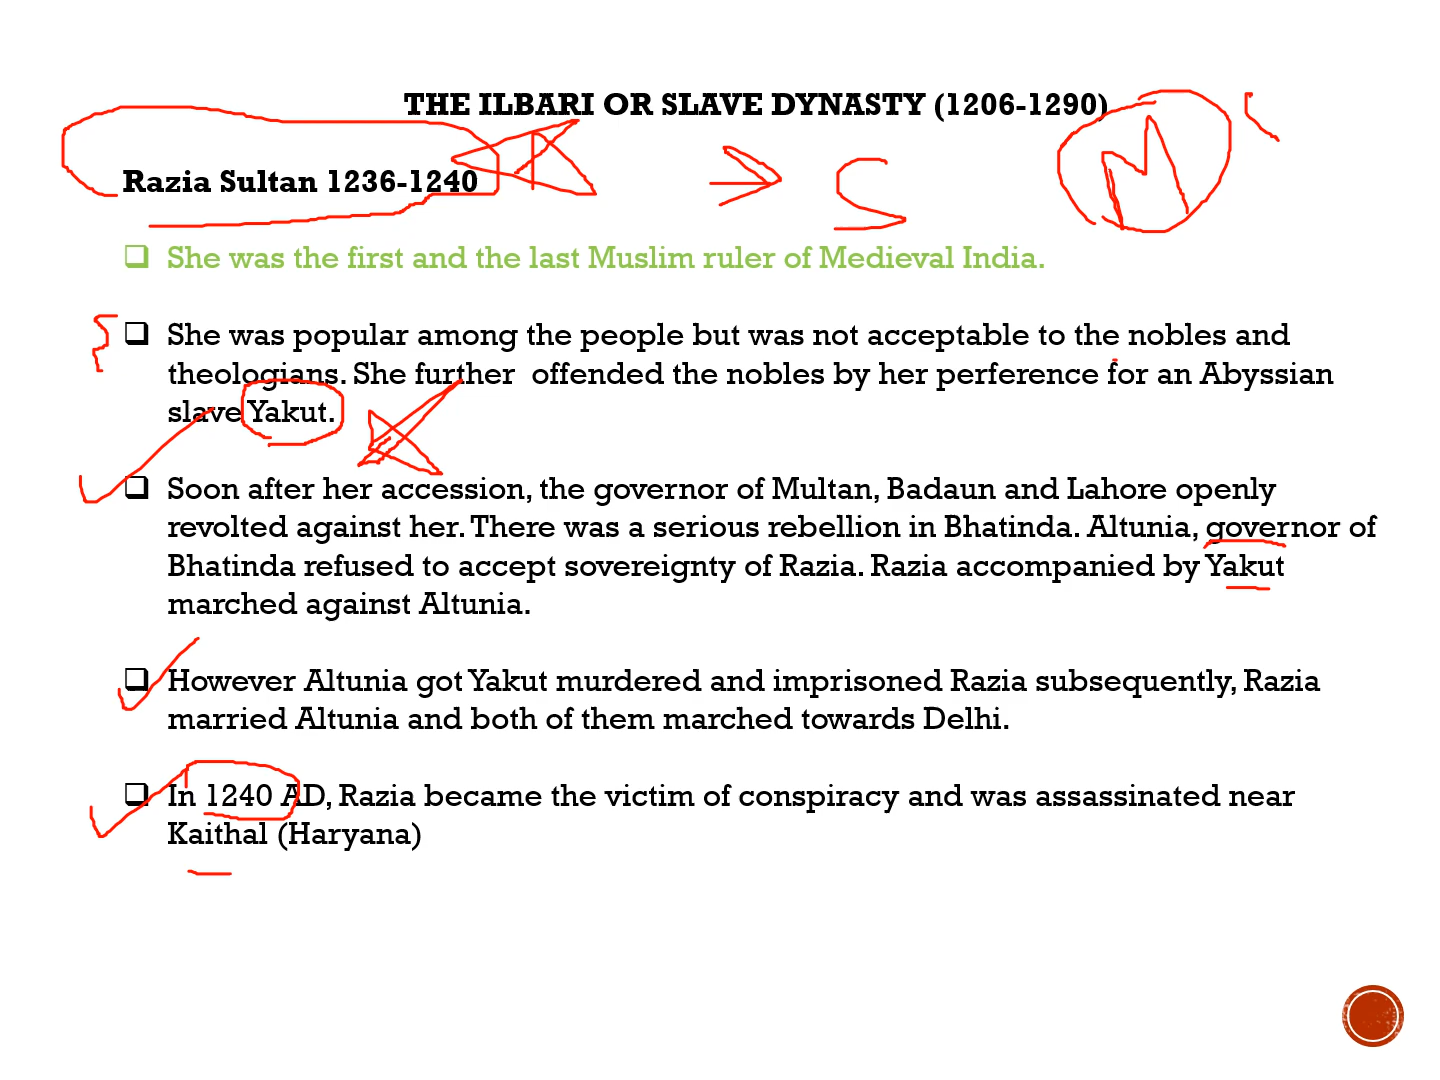 THE ILBARI OR SLAVE DYNASTY (1206-1290)
Razia Sultan 1236-1240
S
M
She was the first and the last Muslim ruler of Medieval India.
She was popular among the people but was not acceptable to the nobles and
theologians. She further offended the nobles by her perference for an Abyssian
slave Yakut.
Soon after her accession, the governor of Multan, Badaun and Lahore openly
revolted against her. There was a serious rebellion in Bhatinda. Altunia, governor of
Bhatinda refused to accept sovereignty of Razia. Razia accompanied by Yakut
marched against Altunia.
However Altunia got Yakut murdered and imprisoned Razia subsequently, Razia
married Altunia and both of them marched towards Delhi.
In 1240 AD, Razia became the victim of conspiracy and was assassinated near
Kaithal (Haryana)